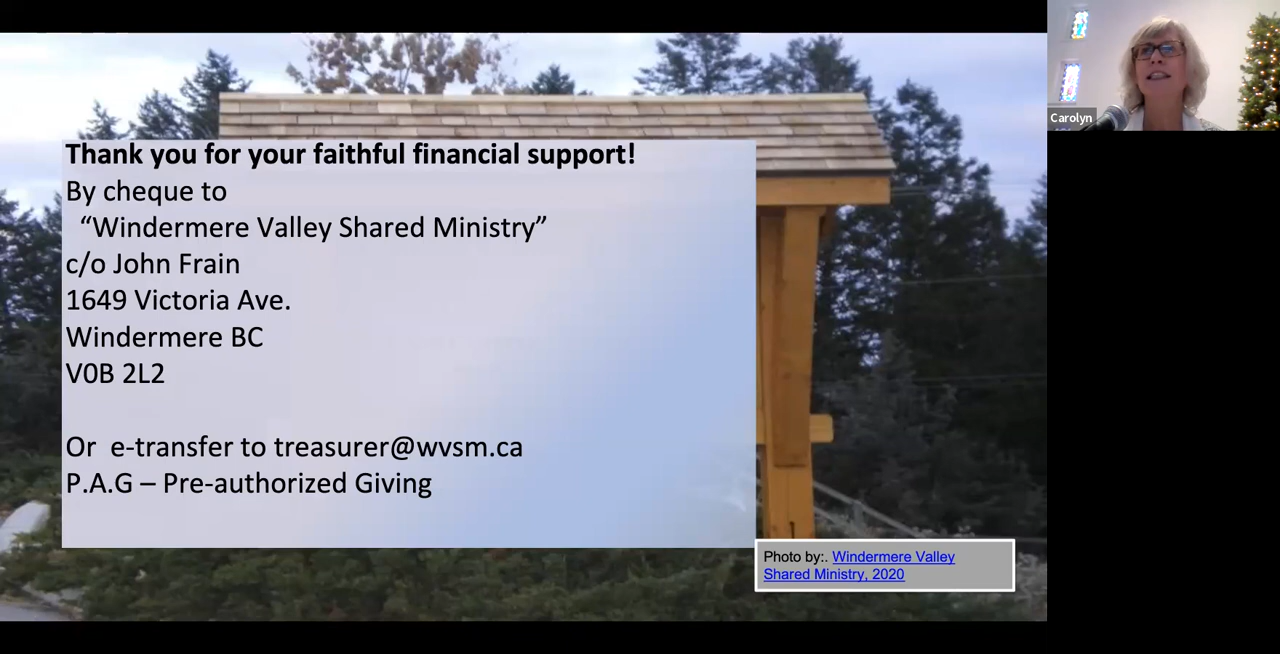 Thank you for your faithful financial support!
By cheque to
“Windermere Valley Shared Ministry”
c/o John Frain
1649 Victoria Ave.
Windermere BC
V0B 2L2
Or  e-transfer to treasurer@wvsm.ca
P.A.G – Pre-authorized Giving
Photo by:. Windermere Valley
Shared Ministry, 2020
Carolyn